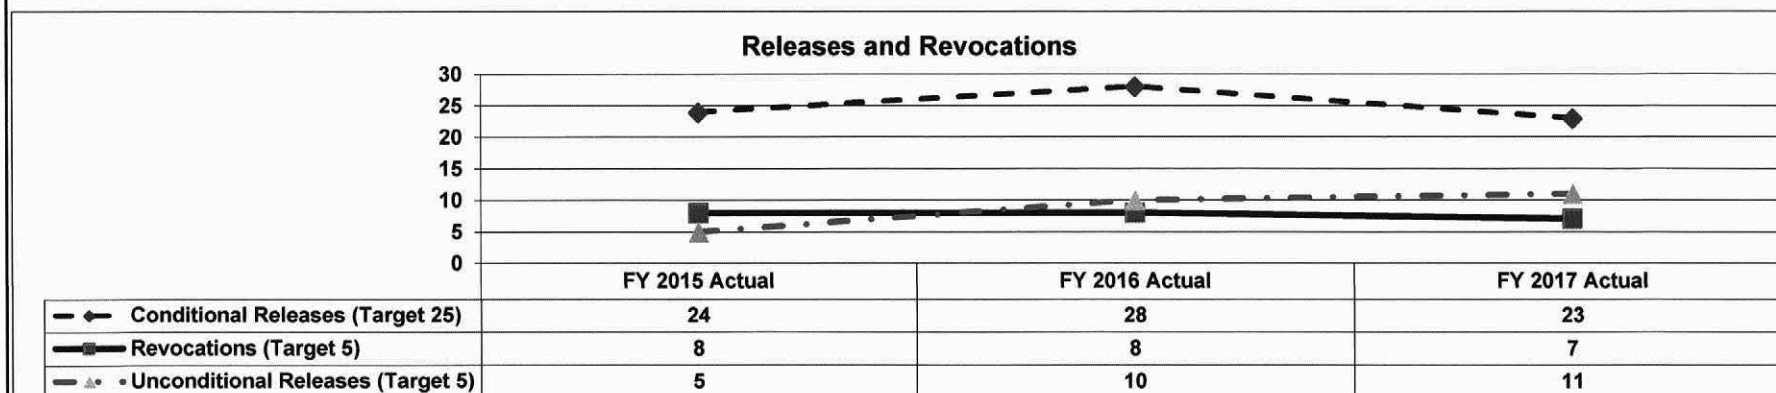 Releases and Revocations
30
25
20
15
10
5
0
FY 2015 Actual FY 2016 Actual FY 2017 Actual
Conditional Releases (Target 25) 24 28 23
Revocations (Target 5) 8 8 7
Unconditional Releases (Target 5) 5 10 11